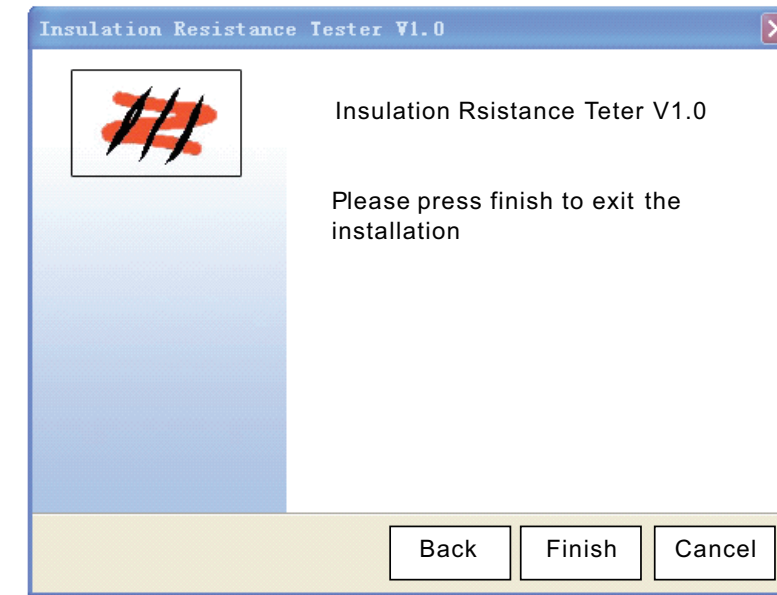 Insulation Resistance Tester V1.0
Insulation Rsistance Teter V1.0
Please press finish to exit the
installation
Back Finish Cancel